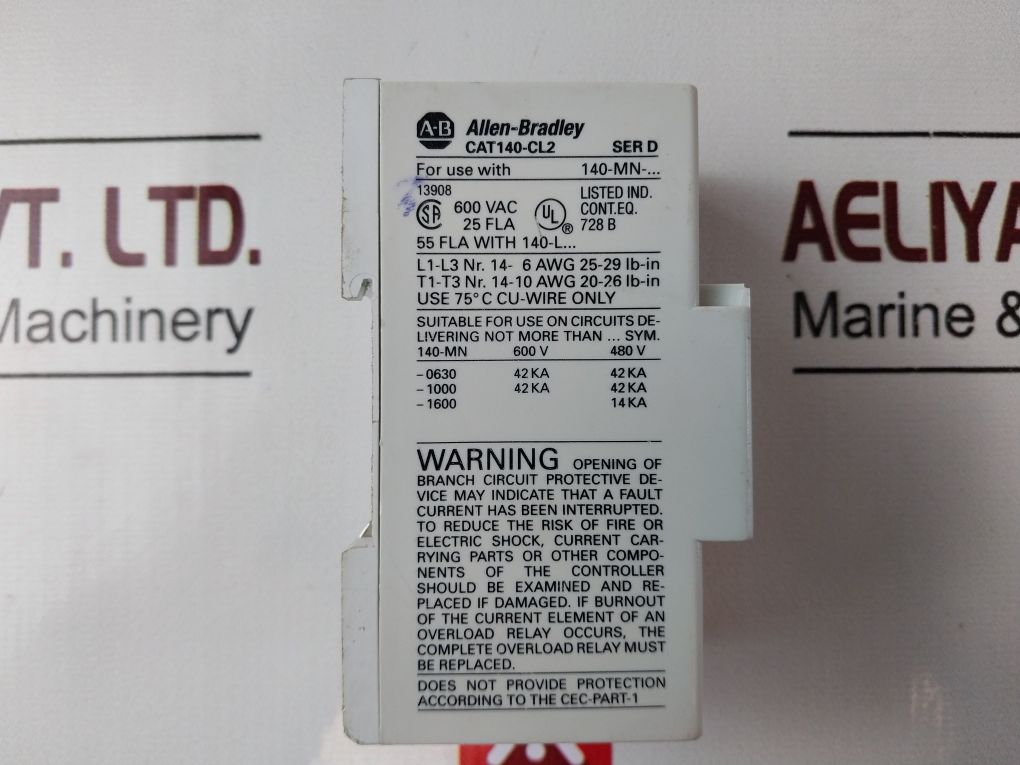 VT. LTD.
Machinery
A-B Allen-Bradley
CAT140-CL2 SER D
For use with 140-MN-...
13908
SA 600 VAC
25 FLA
UL ®
LISTED IND.
CONT.EQ.
728 B
55 FLA WITH 140-L...
L1-L3 Nr. 14- 6 AWG 25-29 lb-in
T1-T3 Nr. 14-10 AWG 20-26 lb-in
USE 75°C CU-WIRE ONLY
SUITABLE FOR USE ON CIRCUITS DE-
LIVERING NOT MORE THAN ... SYM.
140-MN 600 V 480 V
-0630 42 KA 42 KA
-1000 42 KA 42 KA
-1600 14 KA
WARNING OPENING OF
BRANCH CIRCUIT PROTECTIVE DE-
VICE MAY INDICATE THAT A FAULT
CURRENT HAS BEEN INTERRUPTED.
TO REDUCE THE RISK OF FIRE OR
ELECTRIC SHOCK, CURRENT CAR-
RYING PARTS OR OTHER COMPO-
NENTS OF THE CONTROLLER
SHOULD BE EXAMINED AND RE-
PLACED IF DAMAGED. IF BURNOUT
OF THE CURRENT ELEMENT OF AN
OVERLOAD RELAY OCCURS, THE
COMPLETE OVERLOAD RELAY MUST
BE REPLACED.
DOES NOT PROVIDE PROTECTION
ACCORDING TO THE CEC-PART-1
AELIYA
Marine &